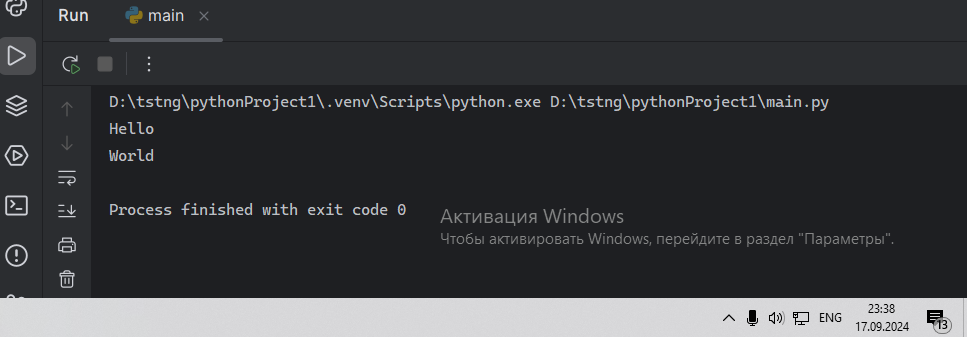 Run
main
D:\tstng\pythonProject1\.venv\Scripts\python.exe D:\tstng\pythonProject1\main.py
Hello
World
Process finished with exit code 0
Активация Windows
Чтобы активировать Windows, перейдите в раздел "Параметры".
ENG
23:38
17.09.2024
13